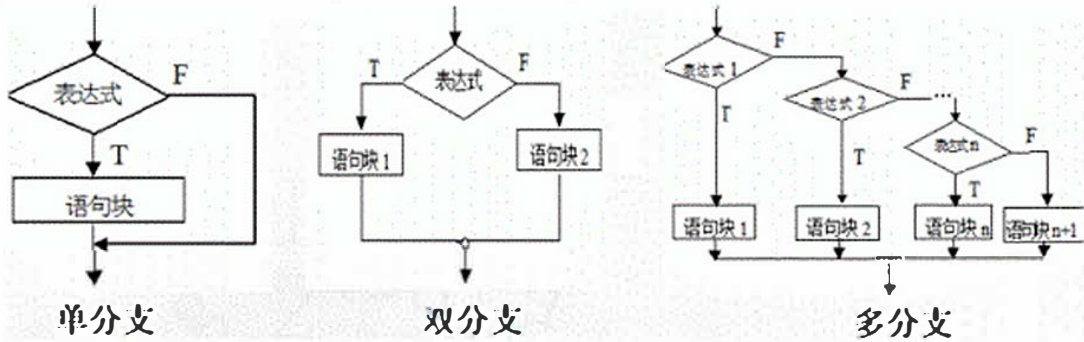 表达式
F
T
语句块
单分支
T
表达式
F
语句块1
语句块2
双分支
表达式1
F
T
表达式2
F
...
T
表达式n
F
T
语句块1
语句块2
语句块n
语句块n+1
多分支